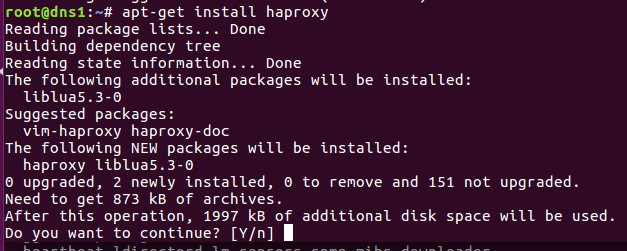 root@dns1:~# apt-get install haproxy
Reading package lists... Done
Building dependency tree
Reading state information... Done
The following additional packages will be installed:
  liblua5.3-0
Suggested packages:
  vim-haproxy haproxy-doc
The following NEW packages will be installed:
  haproxy liblua5.3-0
0 upgraded, 2 newly installed, 0 to remove and 151 not upgraded.
Need to get 873 kB of archives.
After this operation, 1997 kB of additional disk space will be used.
Do you want to continue? [Y/n]